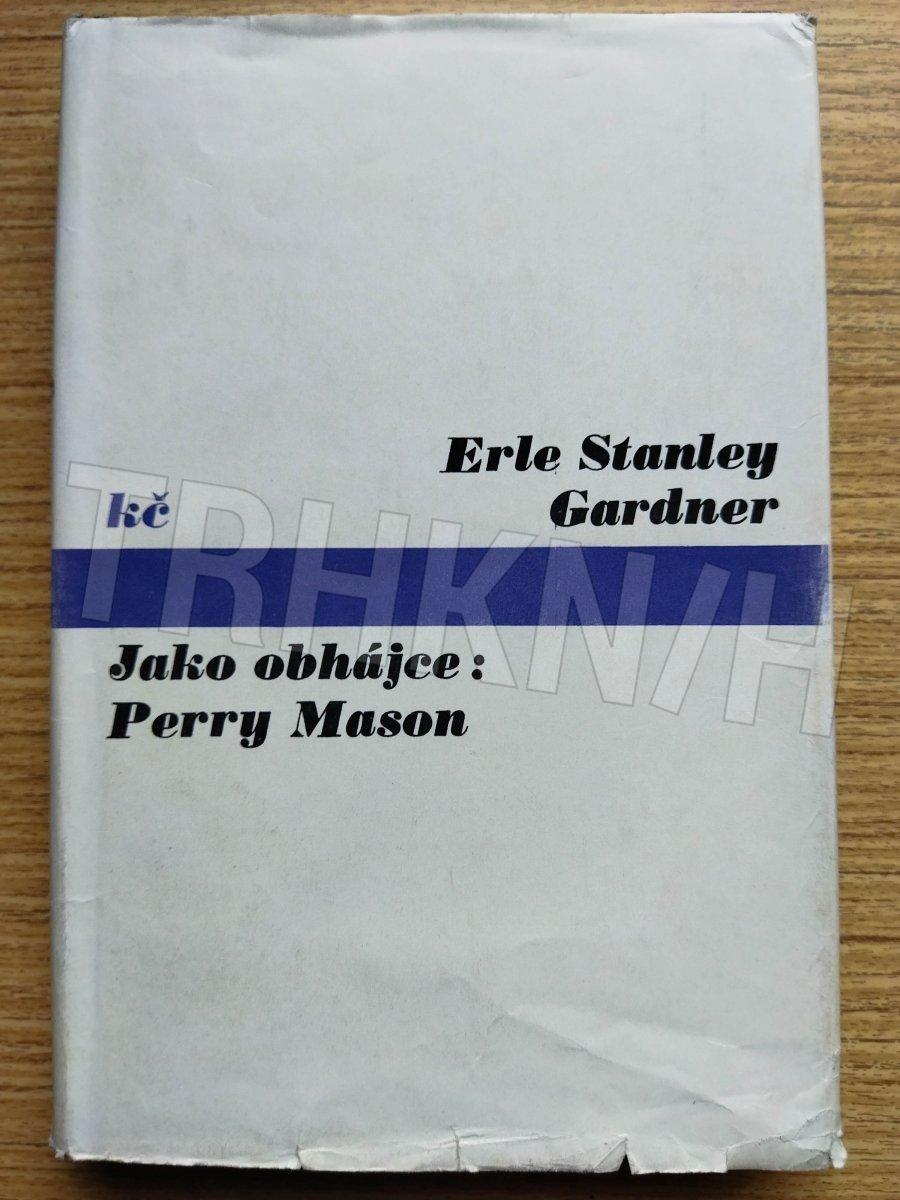 Erle Stanley
Gardner
kč
TRHKNIH
Jako obhájce:
Perry Mason